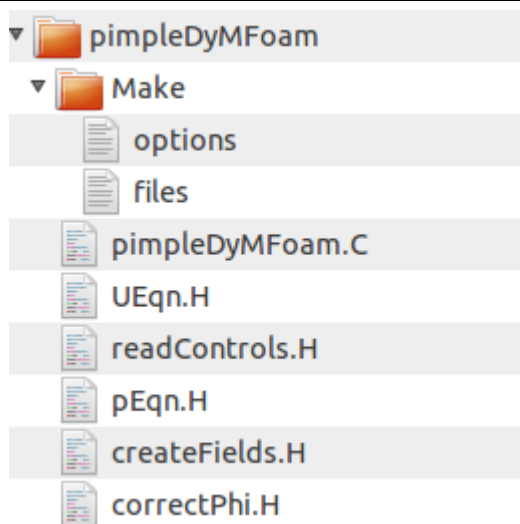 pimpleDyMFoam
Make
options
files
pimpleDyMFoam.C
UEqn.H
readControls.H
pEqn.H
createFields.H
correctPhi.H